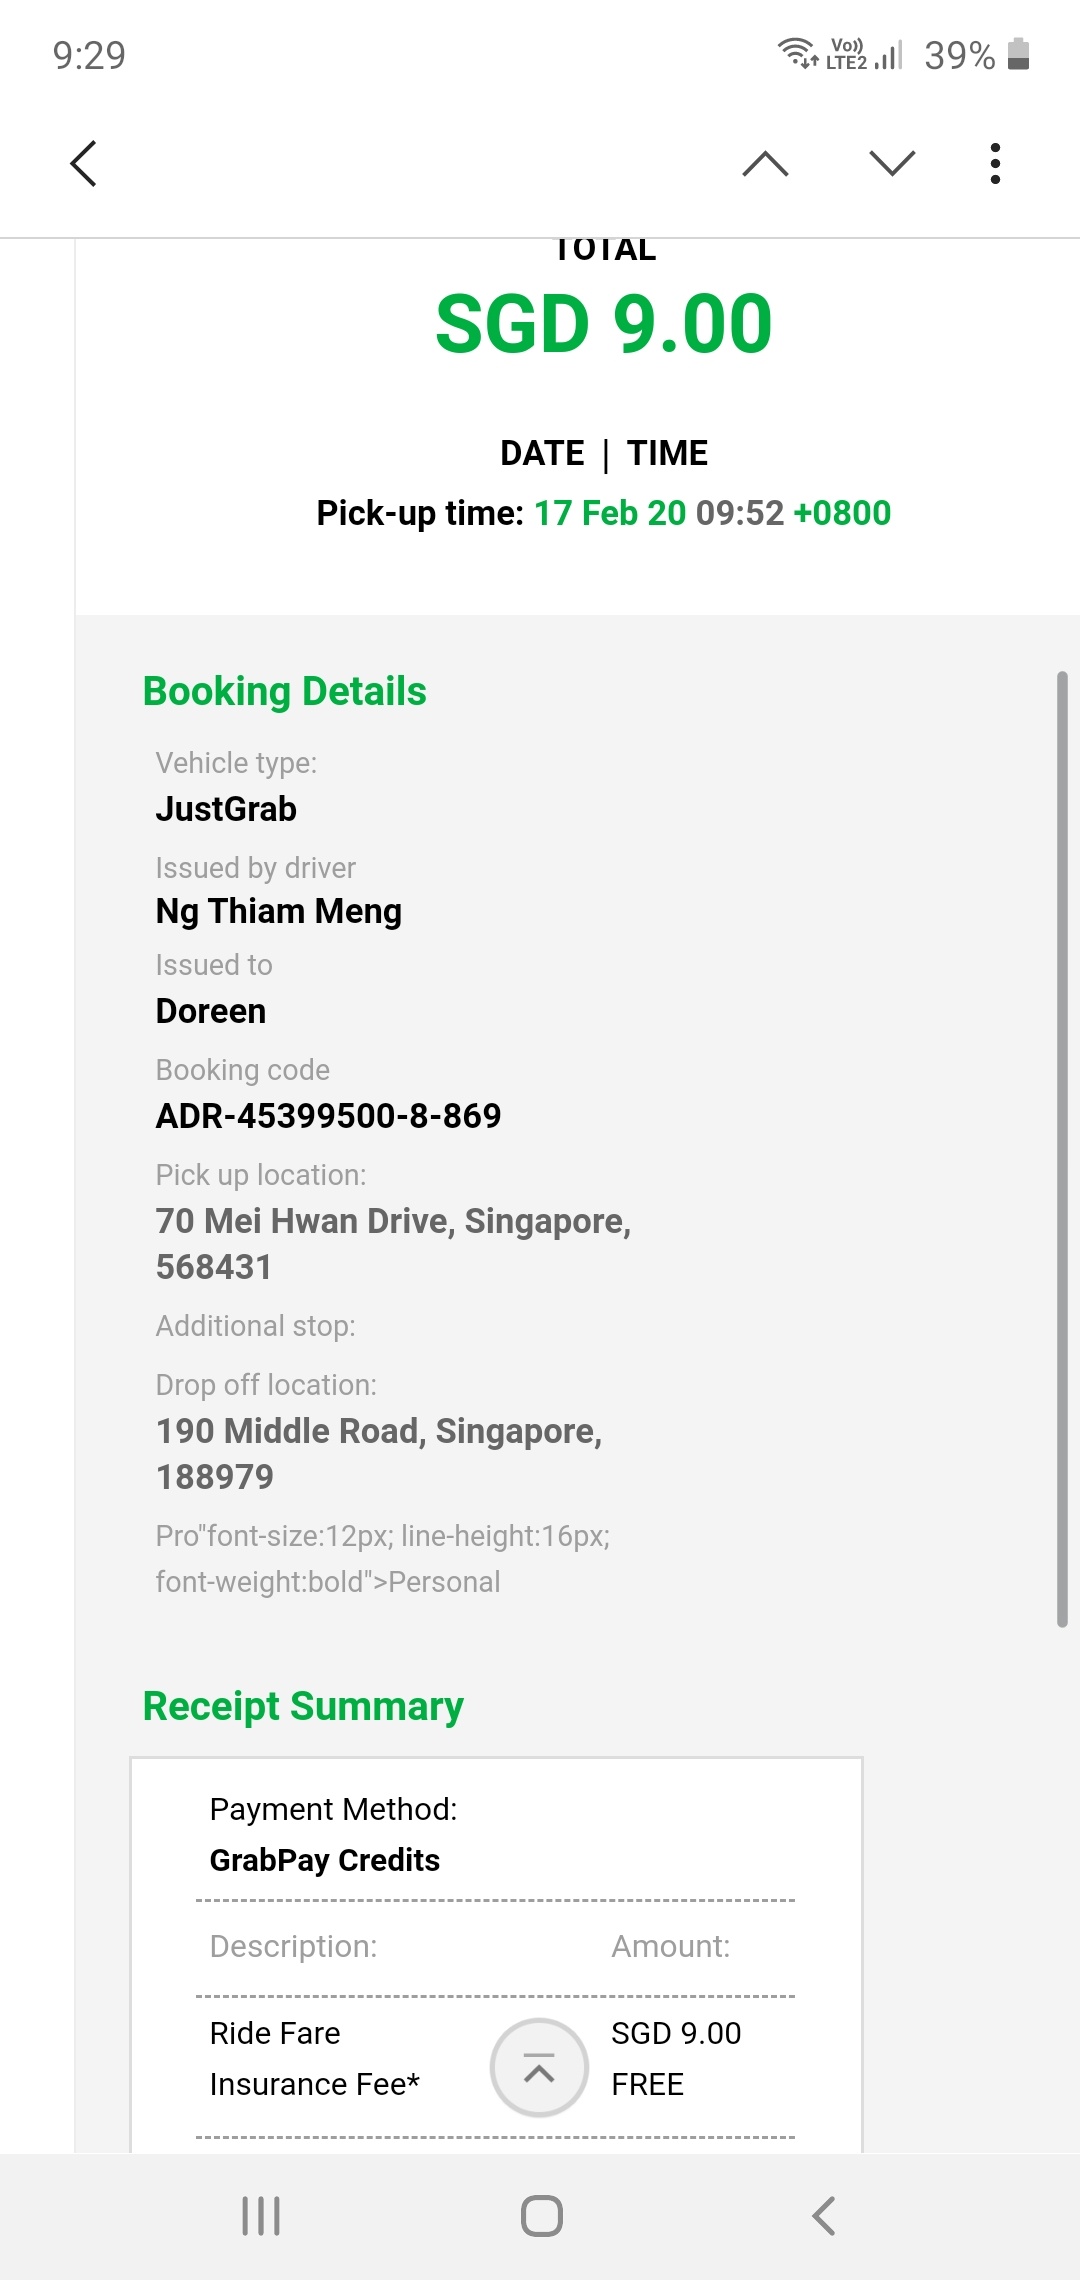 9:29
Vo)) LTE2 39%
TOTAL
SGD 9.00
DATE | TIME
Pick-up time: 17 Feb 20 09:52 +0800
Booking Details
Vehicle type:
JustGrab
Issued by driver
Ng Thiam Meng
Issued to
Doreen
Booking code
ADR-45399500-8-869
Pick up location:
70 Mei Hwan Drive, Singapore,
568431
Additional stop:
Drop off location:
190 Middle Road, Singapore,
188979
Pro"font-size:12px; line-height:16px;
font-weight:bold">Personal
Receipt Summary
Payment Method:
GrabPay Credits
Description: Amount:
Ride Fare SGD 9.00
Insurance Fee* FREE